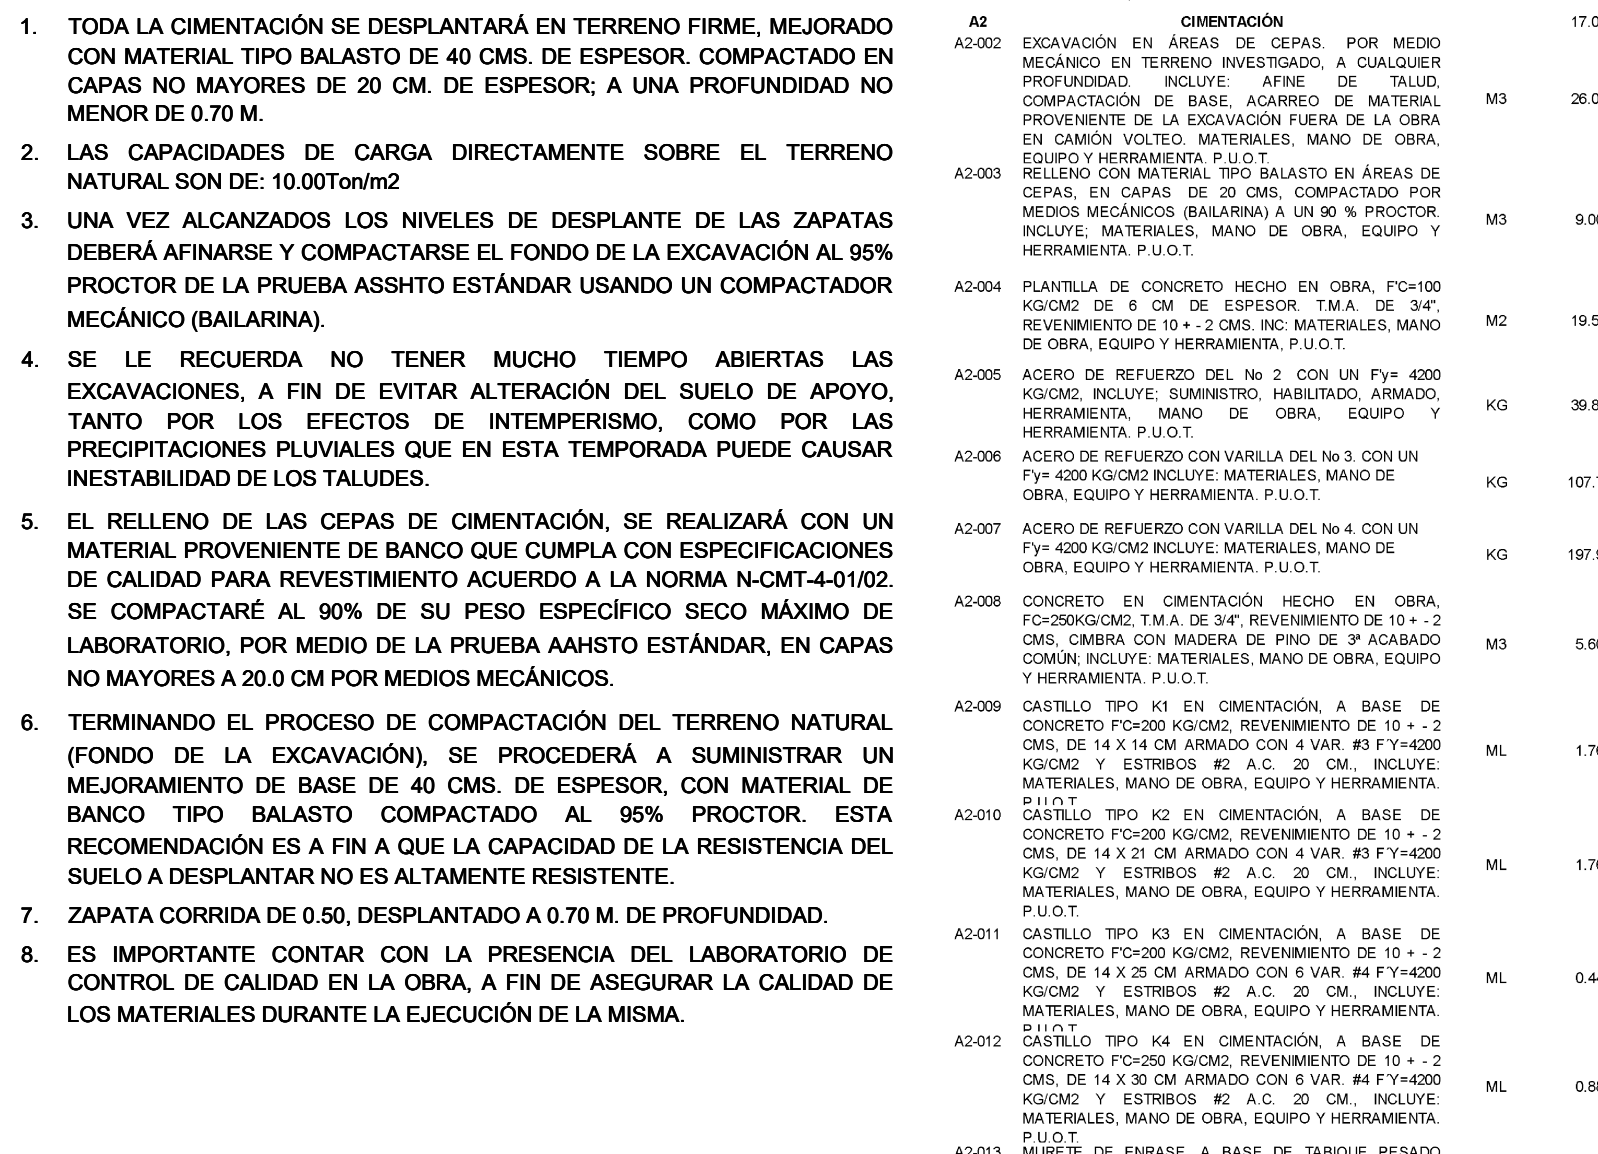 1. TODA LA CIMENTACIÓN SE DESPLANTARÁ EN TERRENO FIRME, MEJORADO
CON MATERIAL TIPO BALASTO DE 40 CMS. DE ESPESOR. COMPACTADO EN
CAPAS NO MAYORES DE 20 CM. DE ESPESOR; A UNA PROFUNDIDAD NO
MENOR DE 0.70 M.
2. LAS CAPACIDADES DE CARGA DIRECTAMENTE SOBRE EL TERRENO
NATURAL SON DE: 10.00Ton/m2
3. UNA VEZ ALCANZADOS LOS NIVELES DE DESPLANTE DE LAS ZAPATAS
DEBERÁ AFINARSE Y COMPACTARSE EL FONDO DE LA EXCAVACIÓN AL 95%
PROCTOR DE LA PRUEBA ASSHTO ESTÁNDAR USANDO UN COMPACTADOR
MECÁNICO (BAILARINA).
4. SE LE RECUERDA NO TENER MUCHO TIEMPO ABIERTAS LAS
EXCAVACIONES, A FIN DE EVITAR ALTERACIÓN DEL SUELO DE APOYO,
TANTO POR LOS EFECTOS DE INTEMPERISMO, COMO POR LAS
PRECIPITACIONES PLUVIALES QUE EN ESTA TEMPORADA PUEDE CAUSAR
INESTABILIDAD DE LOS TALUDES.
5. EL RELLENO DE LAS CEPAS DE CIMENTACIÓN, SE REALIZARÁ CON UN
MATERIAL PROVENIENTE DE BANCO QUE CUMPLA CON ESPECIFICACIONES
DE CALIDAD PARA REVESTIMIENTO ACUERDO A LA NORMA N-CMT-4-01/02.
SE COMPACTARÉ AL 90% DE SU PESO ESPECÍFICO SECO MÁXIMO DE
LABORATORIO, POR MEDIO DE LA PRUEBA AAHSTO ESTÁNDAR, EN CAPAS
NO MAYORES A 20.0 CM POR MEDIOS MECÁNICOS.
6. TERMINANDO EL PROCESO DE COMPACTACIÓN DEL TERRENO NATURAL
(FONDO DE LA EXCAVACIÓN), SE PROCEDERÁ A SUMINISTRAR UN
MEJORAMIENTO DE BASE DE 40 CMS. DE ESPESOR, CON MATERIAL DE
BANCO TIPO BALASTO COMPACTADO AL 95% PROCTOR. ESTA
RECOMENDACIÓN ES A FIN A QUE LA CAPACIDAD DE LA RESISTENCIA DEL
SUELO A DESPLANTAR NO ES ALTAMENTE RESISTENTE.
7. ZAPATA CORRIDA DE 0.50, DESPLANTADO A 0.70 M. DE PROFUNDIDAD.
8. ES IMPORTANTE CONTAR CON LA PRESENCIA DEL LABORATORIO DE
CONTROL DE CALIDAD EN LA OBRA, A FIN DE ASEGURAR LA CALIDAD DE
LOS MATERIALES DURANTE LA EJECUCIÓN DE LA MISMA.
A2 CIMENTACIÓN 17.0
A2-002 EXCAVACIÓN EN ÁREAS DE CEPAS. POR MEDIO
MECÁNICO EN TERRENO INVESTIGADO, A CUALQUIER
PROFUNDIDAD. INCLUYE: AFINE DE TALUD,
COMPACTACIÓN DE BASE, ACARREO DE MATERIAL M3 26.0
PROVENIENTE DE LA EXCAVACIÓN FUERA DE LA OBRA
EN CAMIÓN VOLTEO. MATERIALES, MANO DE OBRA,
EQUIPO Y HERRAMIENTA. P.U.O.T.
A2-003 RELLENO CON MATERIAL TIPO BALASTO EN ÁREAS DE
CEPAS, EN CAPAS DE 20 CMS, COMPACTADO POR
MEDIOS MECÁNICOS (BAILARINA) A UN 90 % PROCTOR. M3 9.00
INCLUYE; MATERIALES, MANO DE OBRA, EQUIPO Y
HERRAMIENTA. P.U.O.T.
A2-004 PLANTILLA DE CONCRETO HECHO EN OBRA, F'C=100
KG/CM2 DE 6 CM DE ESPESOR. T.M.A. DE 3/4",
REVENIMIENTO DE 10 + - 2 CMS. INC: MATERIALES, MANO M2 19.5
DE OBRA, EQUIPO Y HERRAMIENTA, P.U.O.T.
A2-005 ACERO DE REFUERZO DEL No 2 CON UN F'y= 4200
KG/CM2, INCLUYE; SUMINISTRO, HABILITADO, ARMADO, KG 39.8
HERRAMIENTA, MANO DE OBRA, EQUIPO Y
HERRAMIENTA. P.U.O.T.
A2-006 ACERO DE REFUERZO CON VARILLA DEL No 3. CON UN
F'y= 4200 KG/CM2 INCLUYE: MATERIALES, MANO DE KG 107.7
OBRA, EQUIPO Y HERRAMIENTA. P.U.O.T.
A2-007 ACERO DE REFUERZO CON VARILLA DEL No 4. CON UN
F'y= 4200 KG/CM2 INCLUYE: MATERIALES, MANO DE KG 197.9
OBRA, EQUIPO Y HERRAMIENTA. P.U.O.T.
A2-008 CONCRETO EN CIMENTACIÓN HECHO EN OBRA,
FC=250KG/CM2, T.M.A. DE 3/4", REVENIMIENTO DE 10 + - 2
CMS, CIMBRA CON MADERA DE PINO DE 3ª ACABADO M3 5.60
COMÚN; INCLUYE: MATERIALES, MANO DE OBRA, EQUIPO
Y HERRAMIENTA. P.U.O.T.
A2-009 CASTILLO TIPO K1 EN CIMENTACIÓN, A BASE DE
CONCRETO F'C=200 KG/CM2, REVENIMIENTO DE 10 + - 2
CMS, DE 14 X 14 CM ARMADO CON 4 VAR. #3 F´Y=4200 ML 1.76
KG/CM2 Y ESTRIBOS #2 A.C. 20 CM., INCLUYE:
MATERIALES, MANO DE OBRA, EQUIPO Y HERRAMIENTA.
P.U.O.T.
A2-010 CASTILLO TIPO K2 EN CIMENTACIÓN, A BASE DE
CONCRETO F'C=200 KG/CM2, REVENIMIENTO DE 10 + - 2
CMS, DE 14 X 21 CM ARMADO CON 4 VAR. #3 F´Y=4200 ML 1.76
KG/CM2 Y ESTRIBOS #2 A.C. 20 CM., INCLUYE:
MATERIALES, MANO DE OBRA, EQUIPO Y HERRAMIENTA.
P.U.O.T.
A2-011 CASTILLO TIPO K3 EN CIMENTACIÓN, A BASE DE
CONCRETO F'C=200 KG/CM2, REVENIMIENTO DE 10 + - 2
CMS, DE 14 X 25 CM ARMADO CON 6 VAR. #4 F´Y=4200 ML 0.44
KG/CM2 Y ESTRIBOS #2 A.C. 20 CM., INCLUYE:
MATERIALES, MANO DE OBRA, EQUIPO Y HERRAMIENTA.
P.U.O.T.
A2-012 CASTILLO TIPO K4 EN CIMENTACIÓN, A BASE DE
CONCRETO F'C=250 KG/CM2, REVENIMIENTO DE 10 + - 2
CMS, DE 14 X 30 CM ARMADO CON 6 VAR. #4 F´Y=4200 ML 0.88
KG/CM2 Y ESTRIBOS #2 A.C. 20 CM., INCLUYE:
MATERIALES, MANO DE OBRA, EQUIPO Y HERRAMIENTA.
P.U.O.T.
A2-013 MURETE DE ENRASE, A BASE DE TABIQUE PESADO